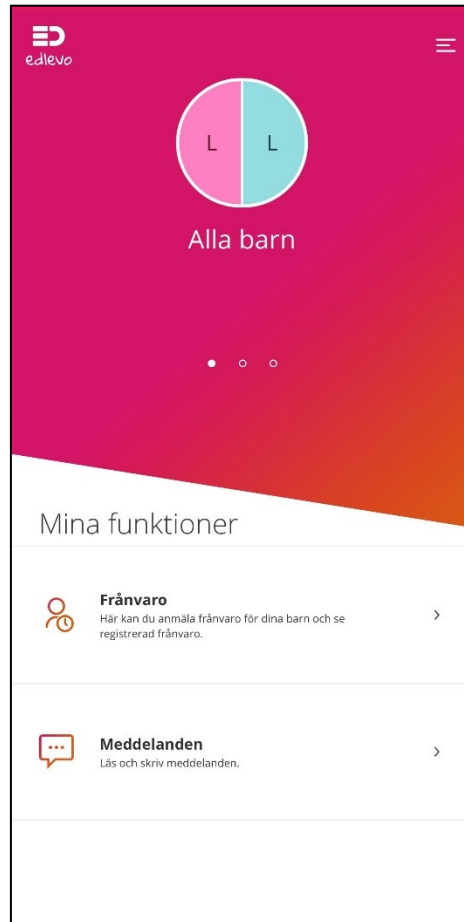 edlevo
L L
Alla barn
Mina funktioner
Frånvaro
Här kan du anmäla frånvaro för dina barn och se
registrerad frånvaro.
Meddelanden
Läs och skriv meddelanden.